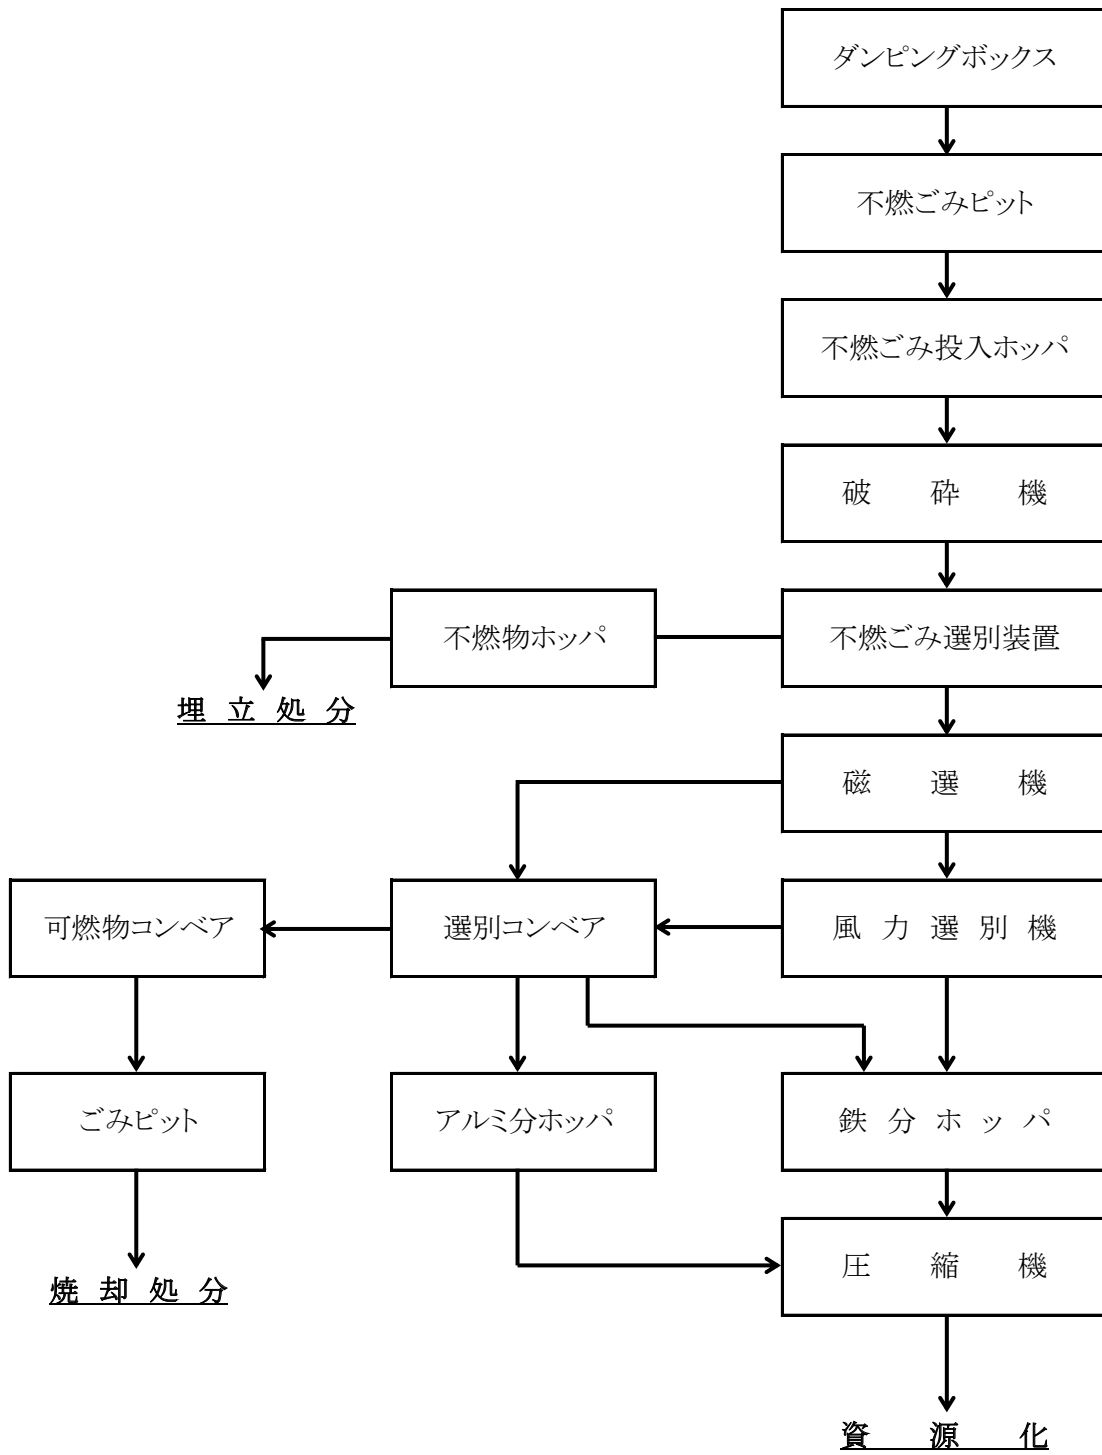 ダンピングボックス
不燃ごみピット
不燃ごみ投入ホッパ
破砕機
不燃物ホッパ
不燃ごみ選別装置
埋立処分
磁選機
可燃物コンベア
選別コンベア
風力選別機
ごみピット
アルミ分ホッパ
鉄分ホッパ
圧縮機
焼却処分
資源化